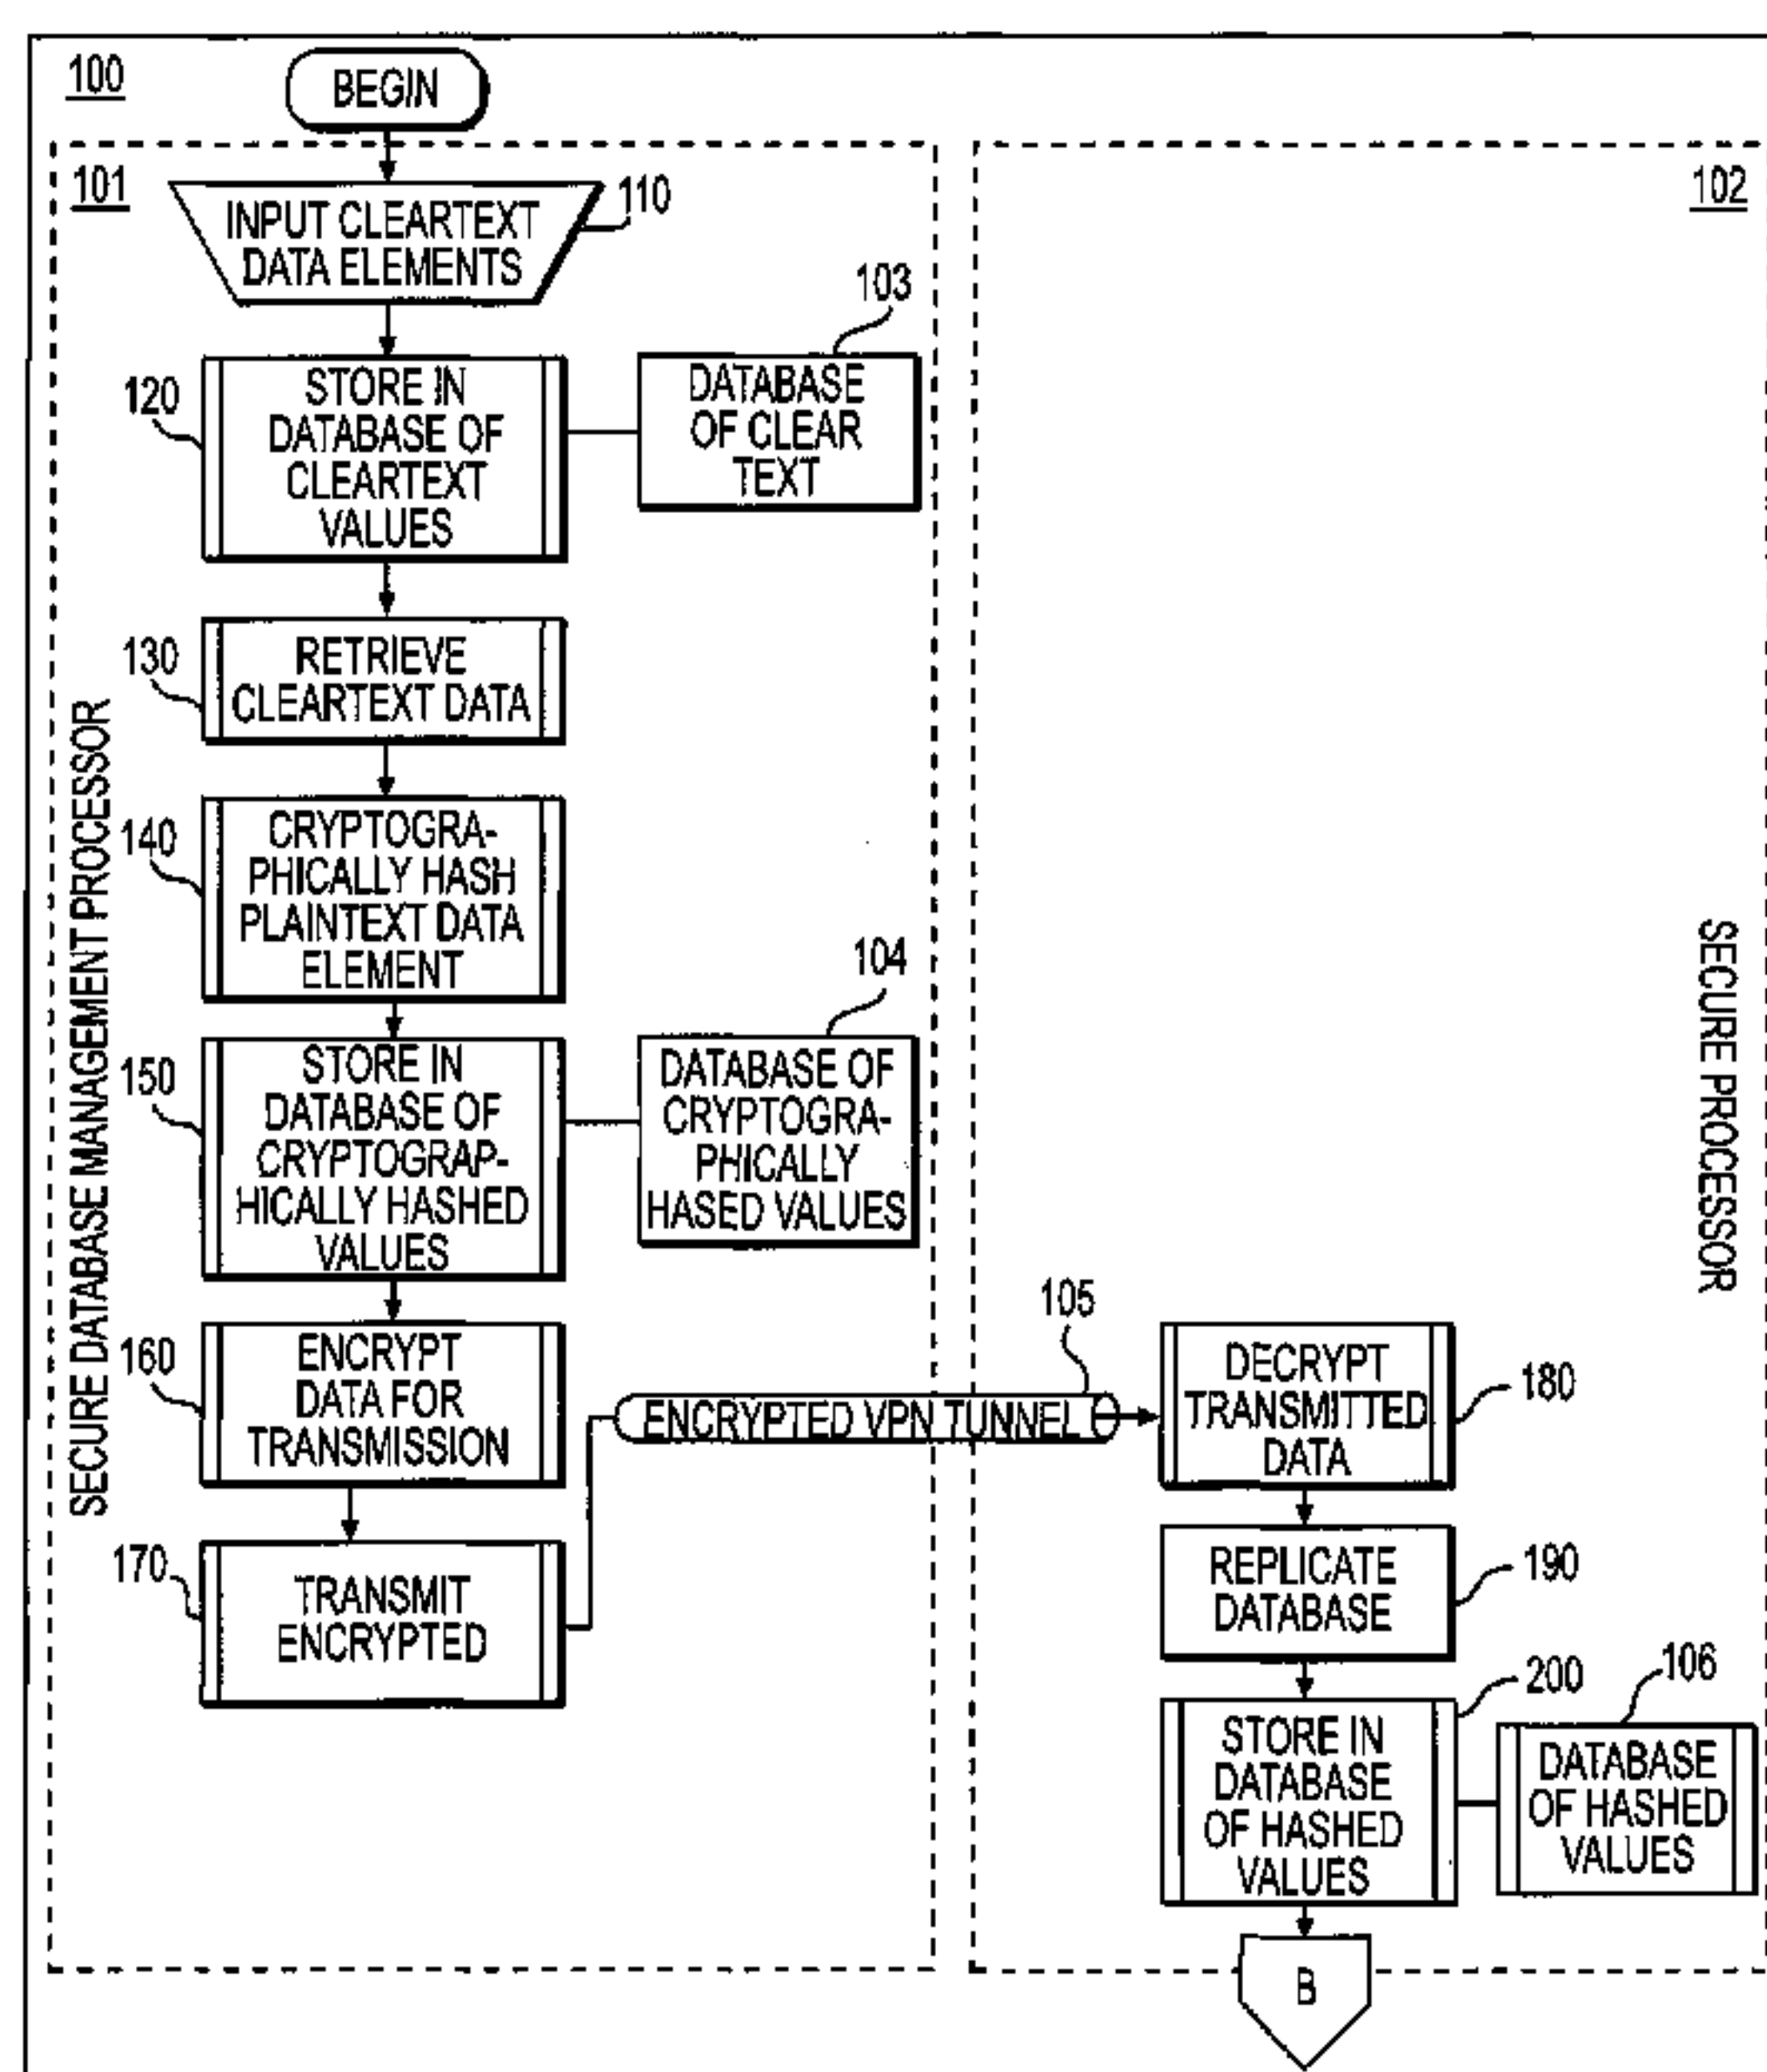 100
BEGIN
101
INPUT CLEARTEXT
DATA ELEMENTS
110
102
120
STORE IN
DATABASE OF
CLEARTEXT
VALUES
103
DATABASE
OF CLEAR
TEXT
130
RETRIEVE
CLEARTEXT DATA
140
CRYPTOGRA-
PHICALLY HASH
PLAINTEXT DATA
ELEMENT
SECURE DATABASE MANAGEMENT PROCESSOR
150
STORE IN
DATABASE OF
CRYPTOGRAP-
HICALLY HASHED
VALUES
104
DATABASE OF
CRYPTOGRA-
PHICALLY
HASED VALUES
SECURE PROCESSOR
160
ENCRYPT
DATA FOR
TRANSMISSION
105
ENCRYPTED VPN TUNNEL
DECRYPT
TRANSMITTED
DATA
180
170
TRANSMIT
ENCRYPTED
REPLICATE
DATABASE
190
STORE IN
DATABASE
OF HASHED
VALUES
200
106
DATABASE
OF HASHED
VALUES
B